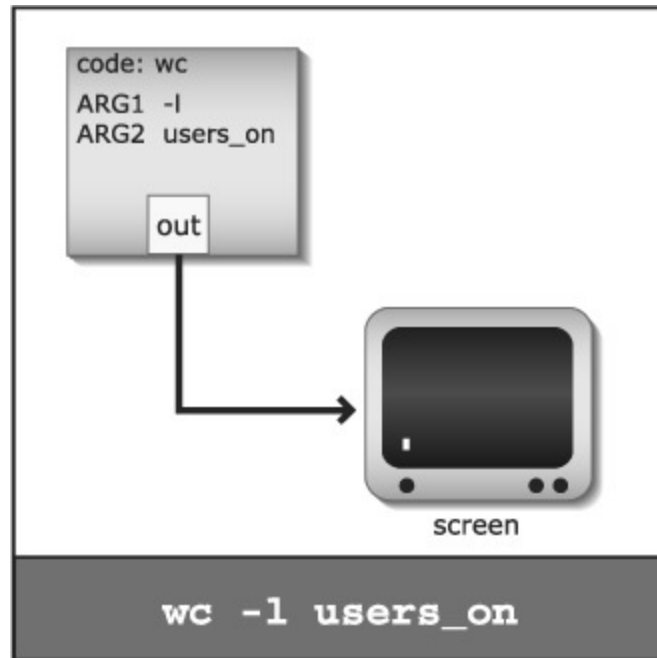 code: wc
ARG1 -l
ARG2 users_on
out
screen
wc -l users_on